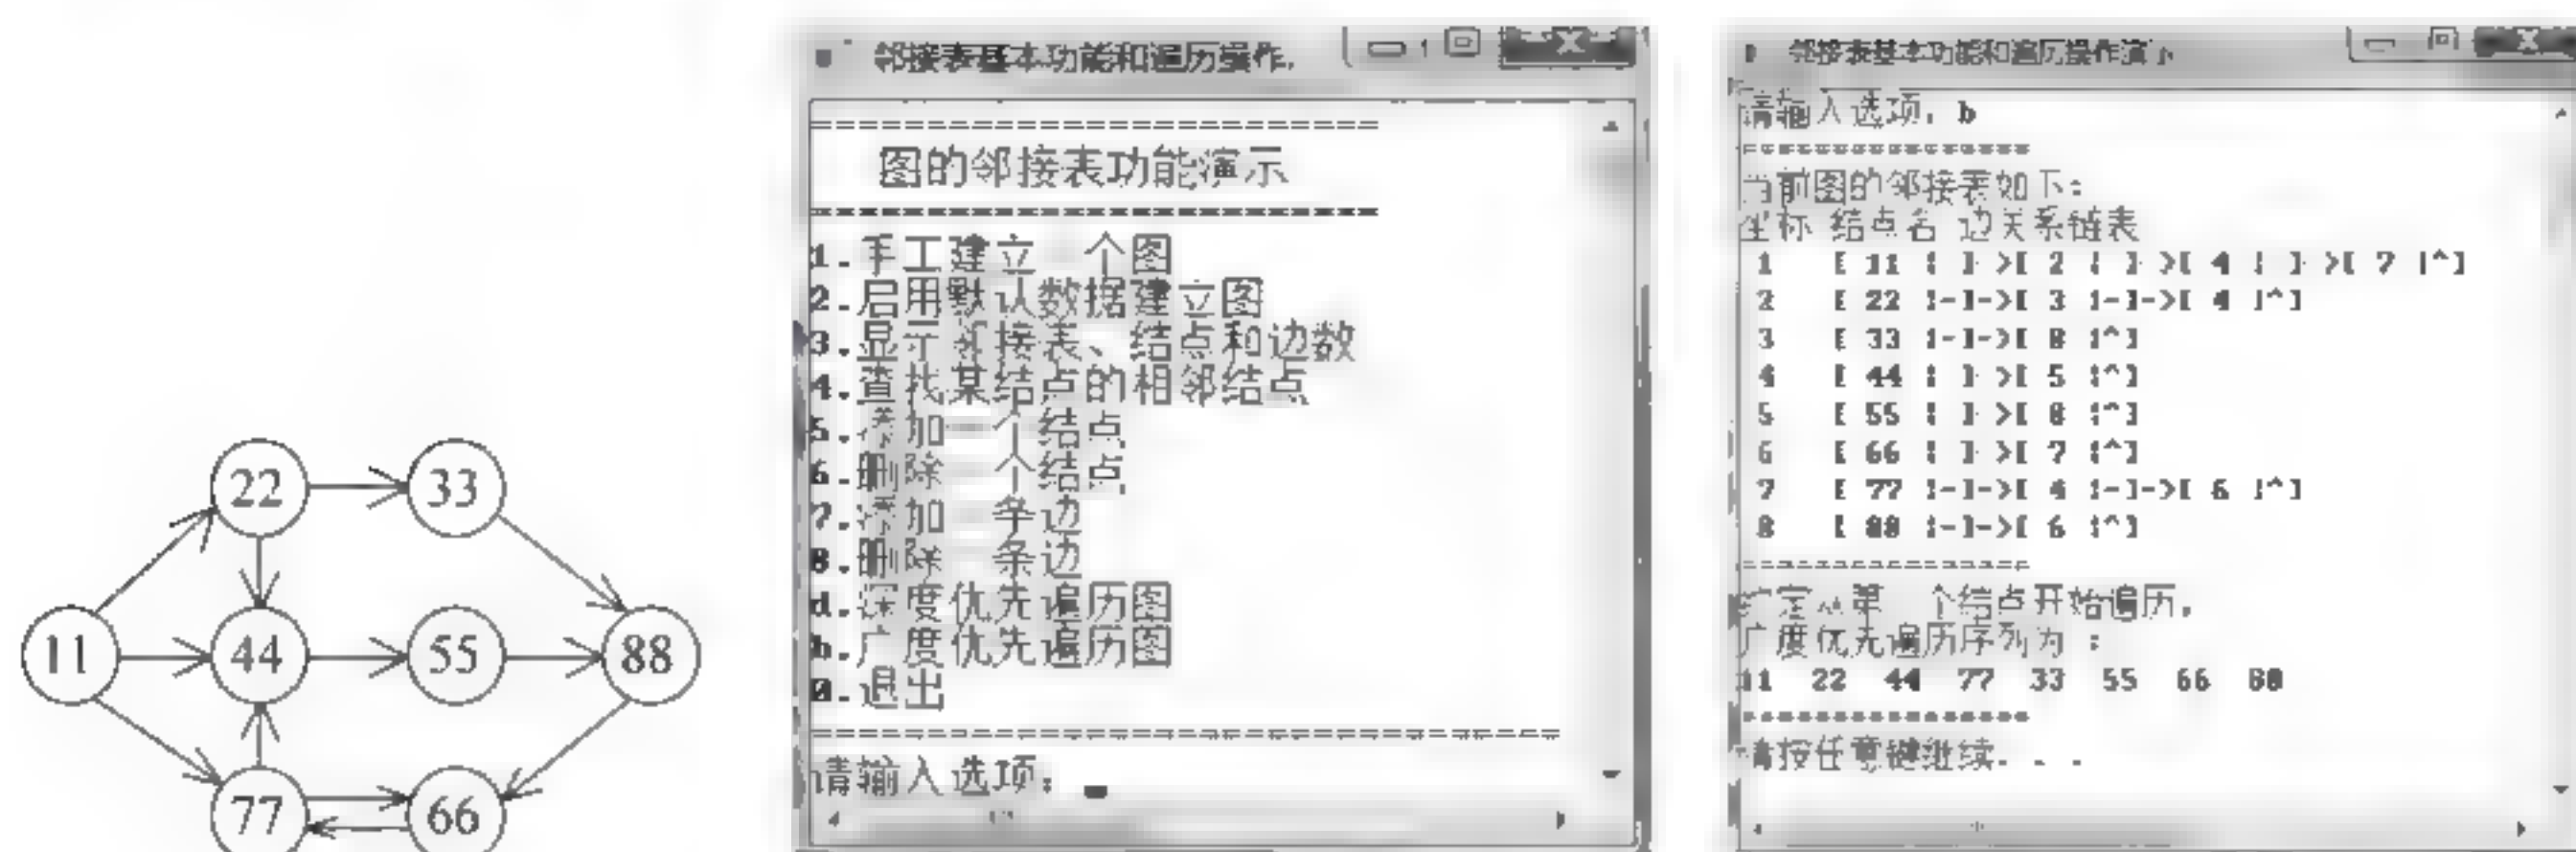 22
33
11
44
55
88
77
66
邻接表基本功能和遍历操作.
==========================
图的邻接表功能演示
==========================
1.手工建立 个图
2.启用默认数据建立图
3.显示邻接表、结点和边数
4.查找某结点的相邻结点
5.添加一个结点
6.删除一个结点
7.添加一条边
8.删除一条边
d.深度优先遍历图
b.广度优先遍历图
0.退出
==================================
请输入选项:
邻接表基本功能和遍历操作演示
请输入选项: b
================
当前图的邻接表如下:
坐标 结点名 边关系链表
1 [ 11 | ] >[ 2 | ] >[ 4 | ] >[ 7 |^]
2 [ 22 |-]->[ 3 |-]->[ 4 |^]
3 [ 33 |-]->[ 8 |^]
4 [ 44 | ] >[ 5 |^]
5 [ 55 | ] >[ 8 |^]
6 [ 66 | ] >[ 7 |^]
7 [ 77 |-]->[ 4 |-]->[ 6 |^]
8 [ 88 |-]->[ 6 |^]
================
从第 个结点开始遍历,
广度优先遍历序列为 :
11 22 44 77 33 55 66 88
================
请按任意键继续. . .